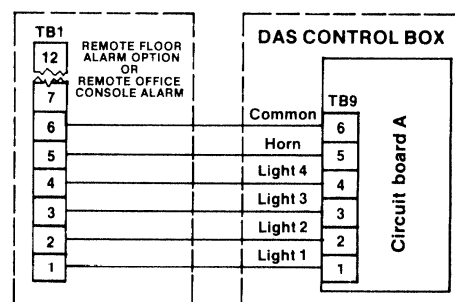 TB1
12
REMOTE FLOOR
ALARM OPTION
OR
REMOTE OFFICE
CONSOLE ALARM
7
6
5
4
3
2
1
DAS CONTROL BOX
TB9
Common
6
Horn
5
Light 4
4
Light 3
3
Light 2
2
Light 1
1
Circuit board A